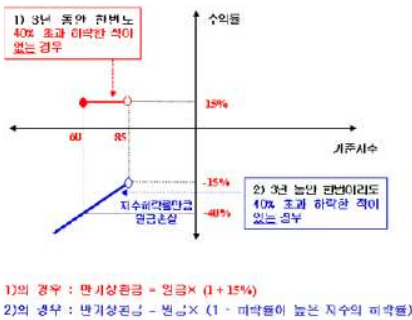 1) 3년 동안 한번도
40% 초과 하락한 적이
없는 경우
수익률
15%
60
85
기준지수
-15%
지수하락률만큼
원금손실
-40%
2) 3년 동안 한번이라도
40% 초과 하락한 적이
있는 경우
1)의 경우 : 만기상환금 = 원금× (1+15%)
2)의 경우 : 만기상환금 = 원금× (1 - 하락률이 높은 지수의 하락률)